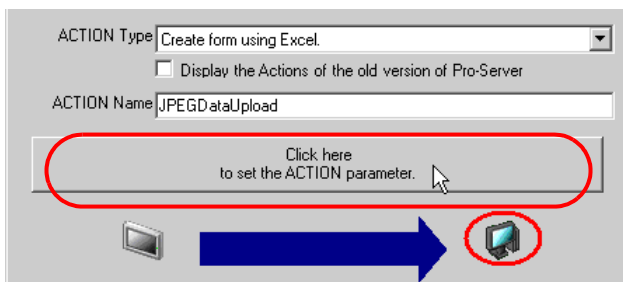 ACTION Type Create form using Excel.
Display the Actions of the old version of Pro-Server
ACTION Name JPEGDataUpload
Click here
to set the ACTION parameter.